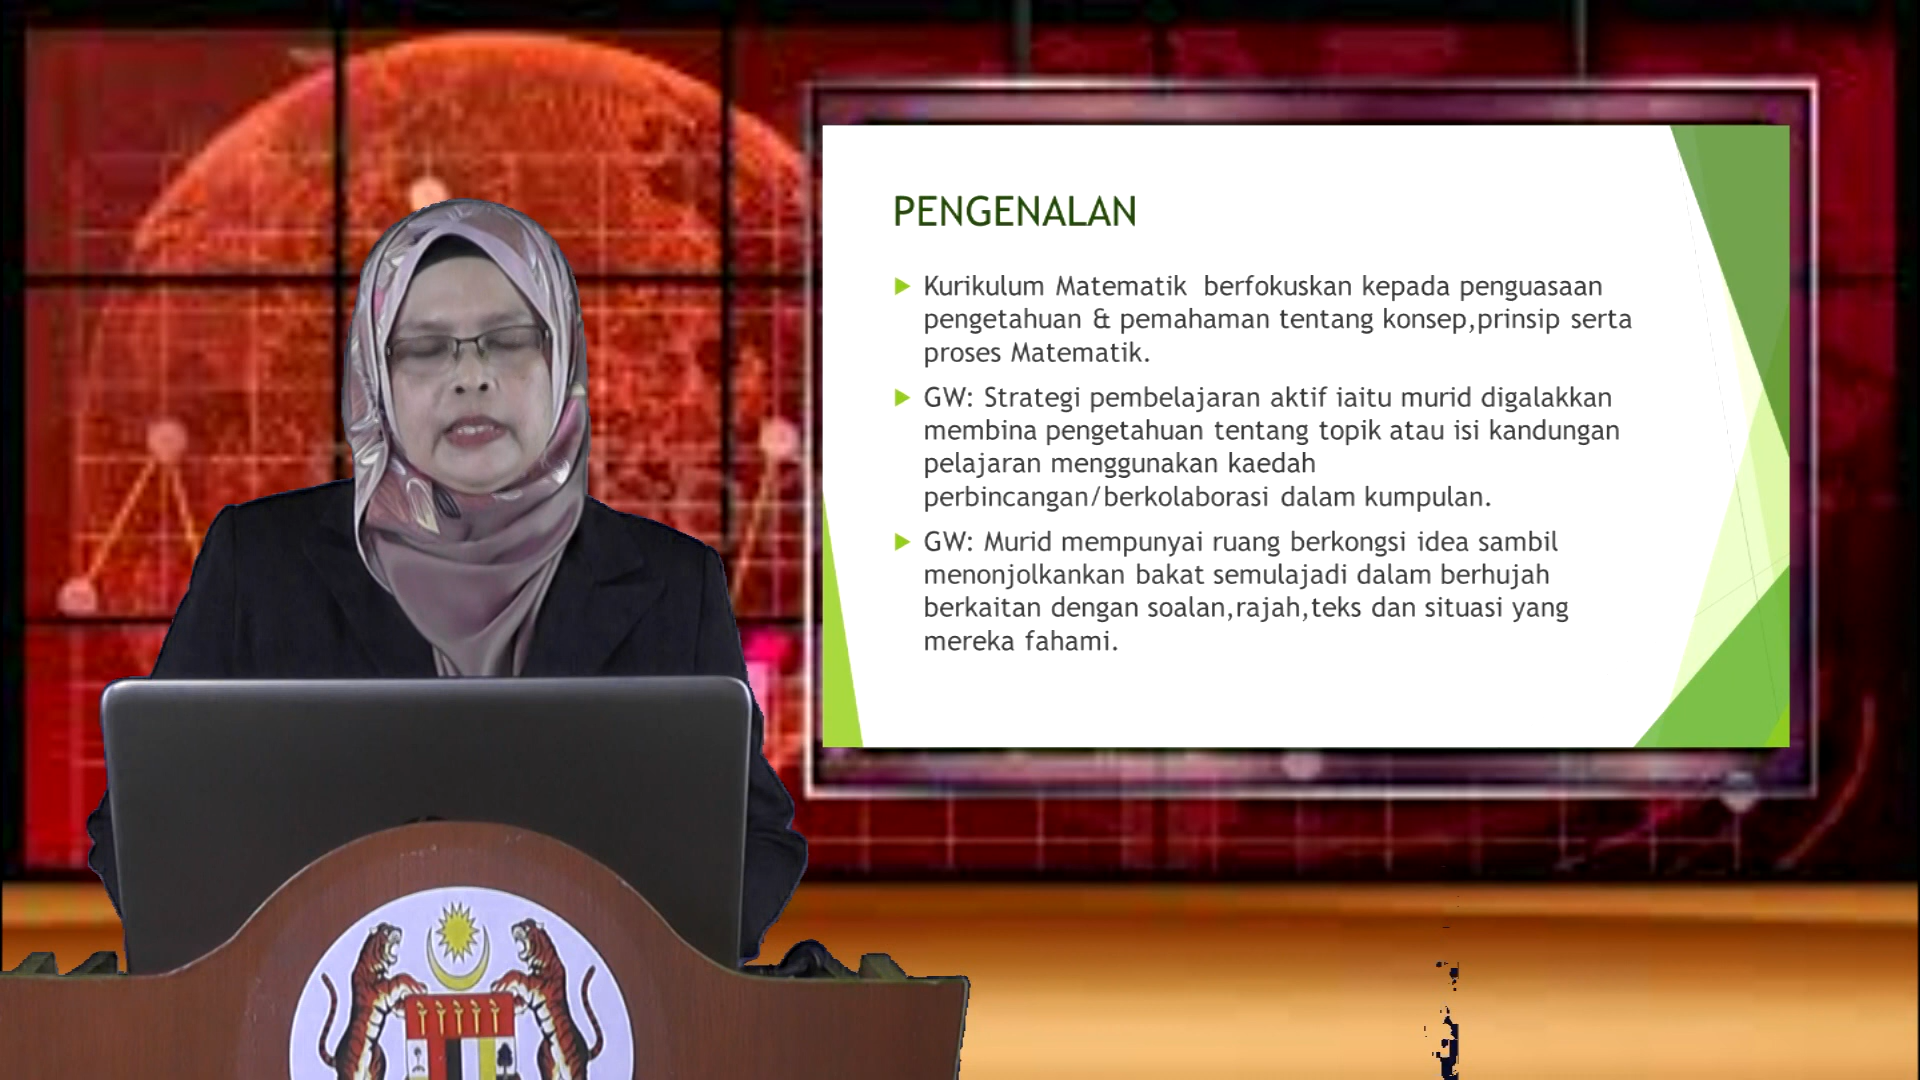 PENGENALAN
Kurikulum Matematik berfokuskan kepada penguasaan
pengetahuan & pemahaman tentang konsep,prinsip serta
proses Matematik.
GW: Strategi pembelajaran aktif iaitu murid digalakkan
membina pengetahuan tentang topik atau isi kandungan
pelajaran menggunakan kaedah
perbincangan/berkolaborasi dalam kumpulan.
GW: Murid mempunyai ruang berkongsi idea sambil
menonjolkankan bakat semulajadi dalam berhujah
berkaitan dengan soalan,rajah,teks dan situasi yang
mereka fahami.